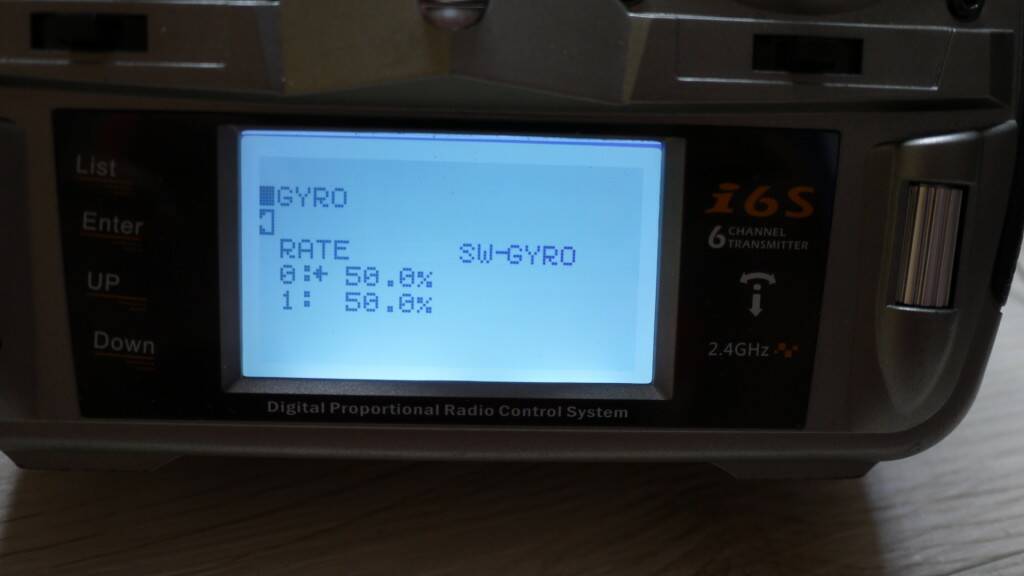 List
Enter
UP
Down
GYRO
RATE SW-GYRO
0:+ 50.0%
1: 50.0%
i6S
6 CHANNEL TRANSMITTER
2.4GHz
Digital Proportional Radio Control System